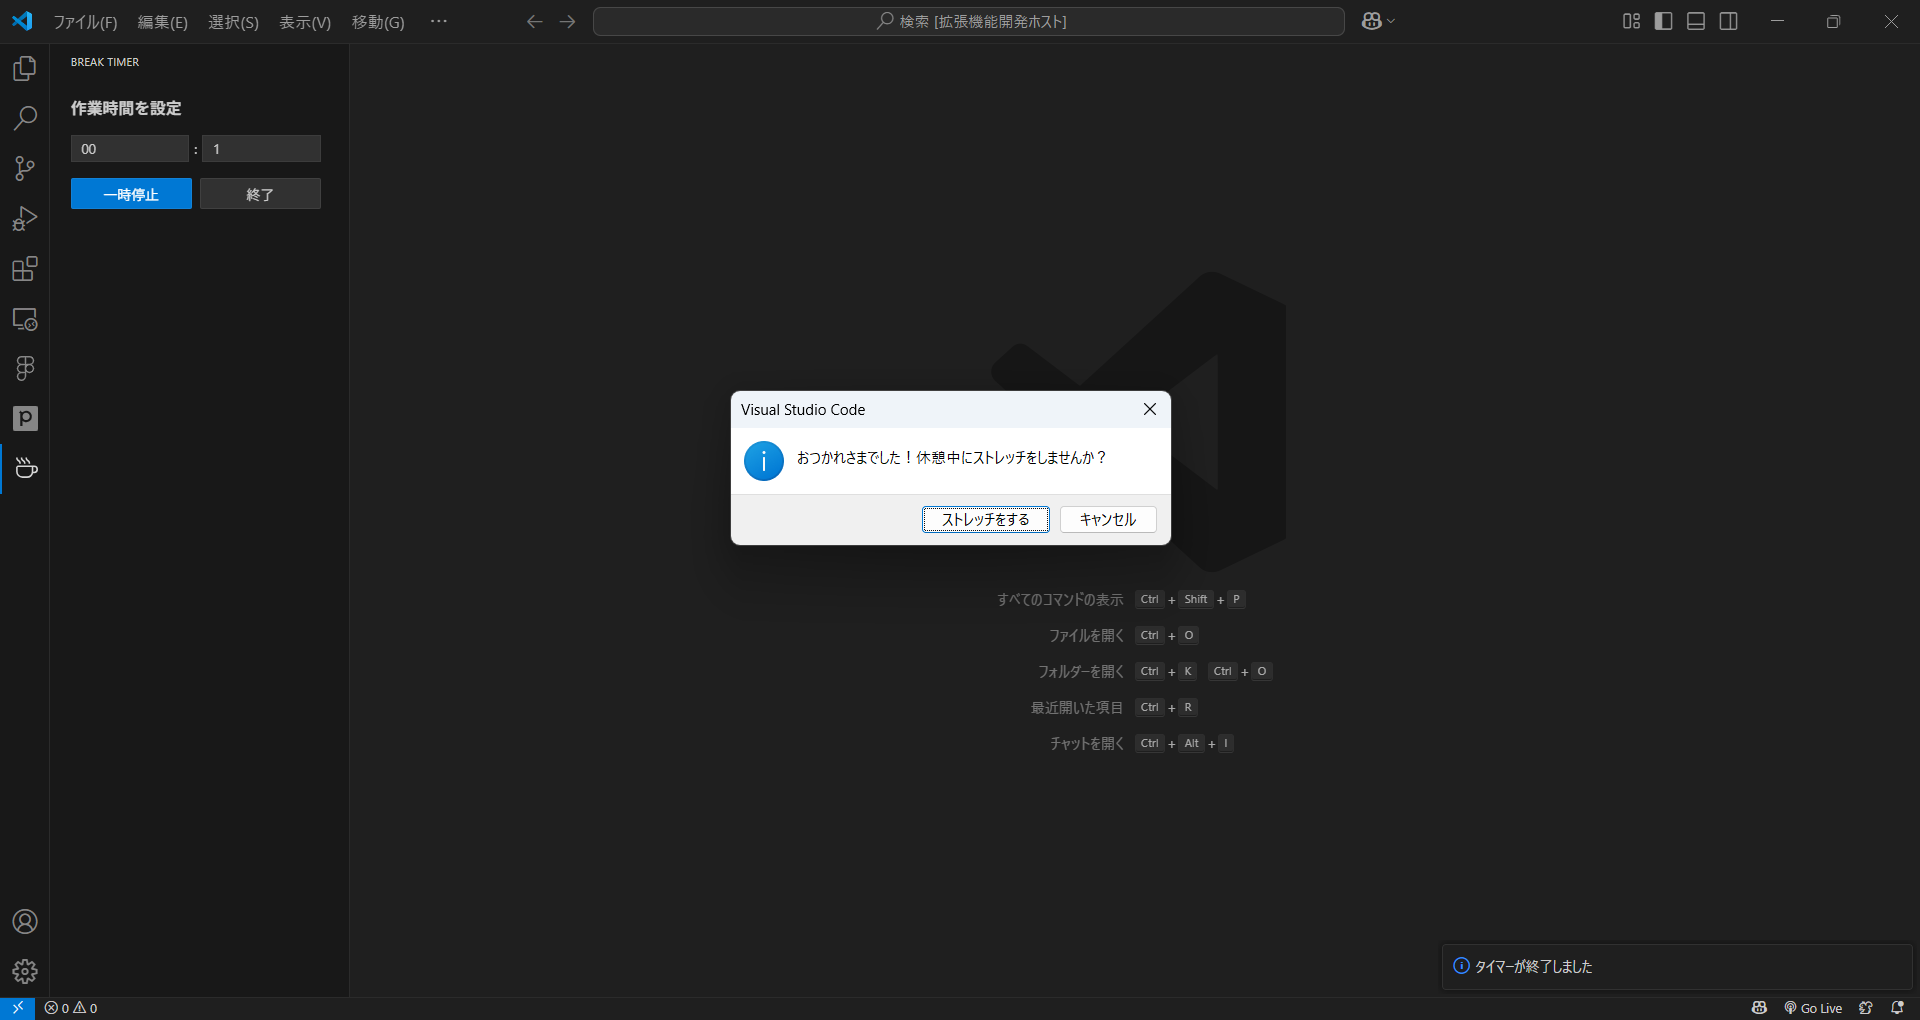 ファイル(F) 編集(E) 選択(S) 表示(V) 移動(G) ···
検索 [拡張機能開発ホスト]
BREAK TIMER
作業時間を設定
00 : 1
一時停止 終了
Visual Studio Code
おつかれさまでした！休憩中にストレッチをしませんか？
ストレッチをする キャンセル
すべてのコマンドの表示 Ctrl + Shift + P
ファイルを開く Ctrl + O
フォルダーを開く Ctrl + K Ctrl + O
最近開いた項目 Ctrl + R
チャットを開く Ctrl + Alt + I
タイマーが終了しました
0 0
Go Live